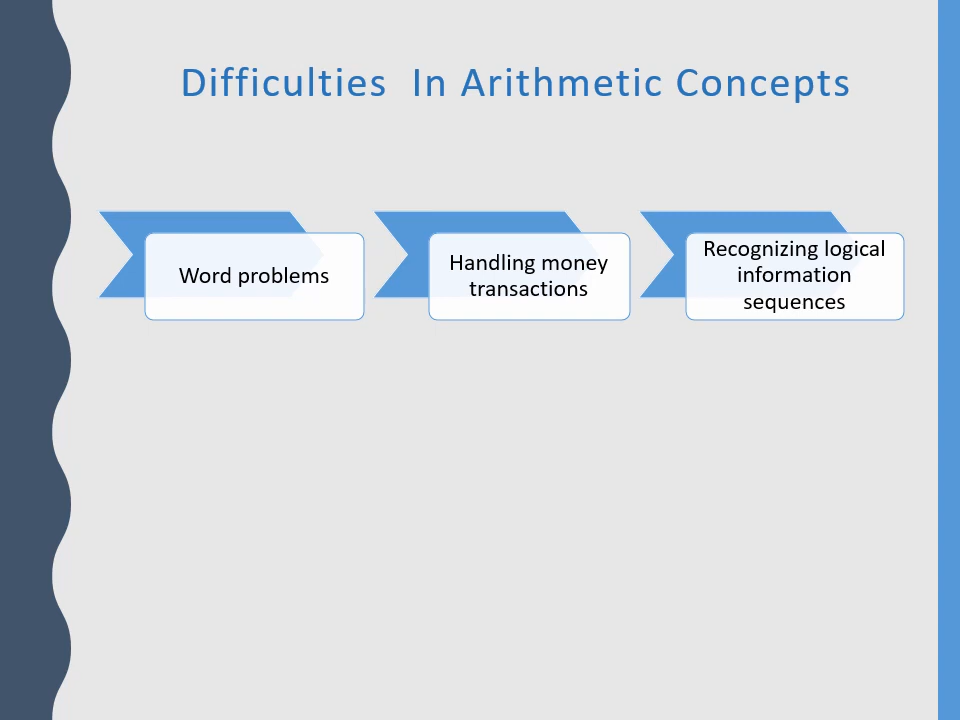 Difficulties  In Arithmetic Concepts
Word problems
Handling money
transactions
Recognizing logical
information
sequences